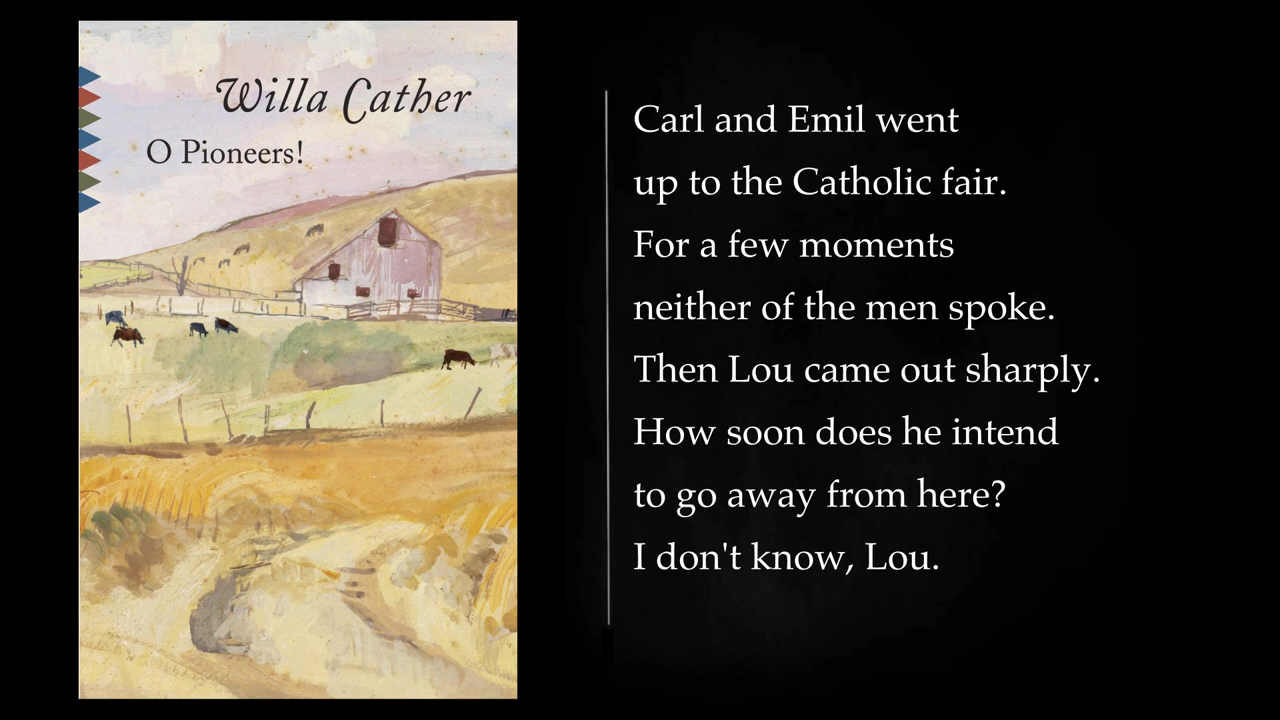 Willa Cather
O Pioneers!
Carl and Emil went
up to the Catholic fair.
For a few moments
neither of the men spoke.
Then Lou came out sharply.
How soon does he intend
to go away from here?
I don't know, Lou.